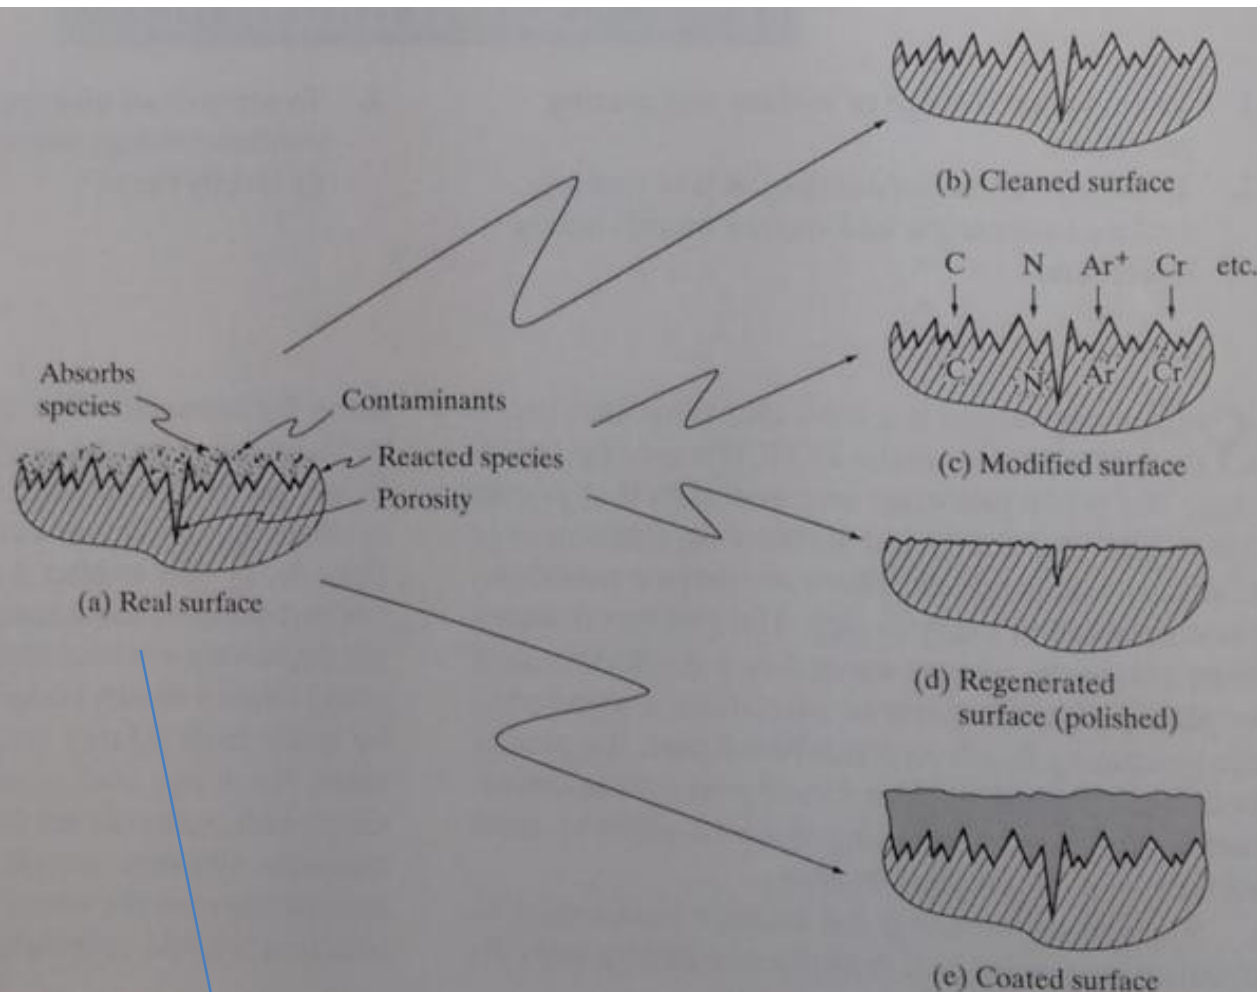 (b) Cleaned surface
C N Ar⁺ Cr etc.
C N Ar Cr
(c) Modified surface
Absorbs
species
Contaminants
Reacted species
Porosity
(a) Real surface
(d) Regenerated
surface (polished)
(e) Coated surface